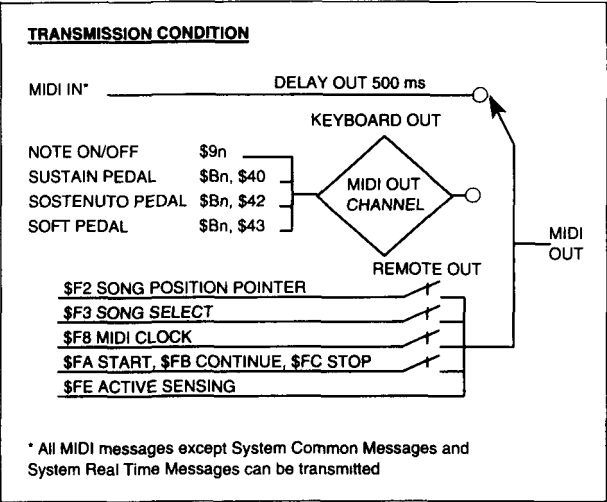 TRANSMISSION CONDITION
MIDI IN*
DELAY OUT 500 ms
KEYBOARD OUT
NOTE ON/OFF $9n
SUSTAIN PEDAL $Bn, $40
SOSTENUTO PEDAL $Bn, $42
SOFT PEDAL $Bn, $43
MIDI OUT
CHANNEL
MIDI
OUT
REMOTE OUT
$F2 SONG POSITION POINTER
$F3 SONG SELECT
$F8 MIDI CLOCK
$FA START, $FB CONTINUE, $FC STOP
$FE ACTIVE SENSING
* All MIDI messages except System Common Messages and
System Real Time Messages can be transmitted